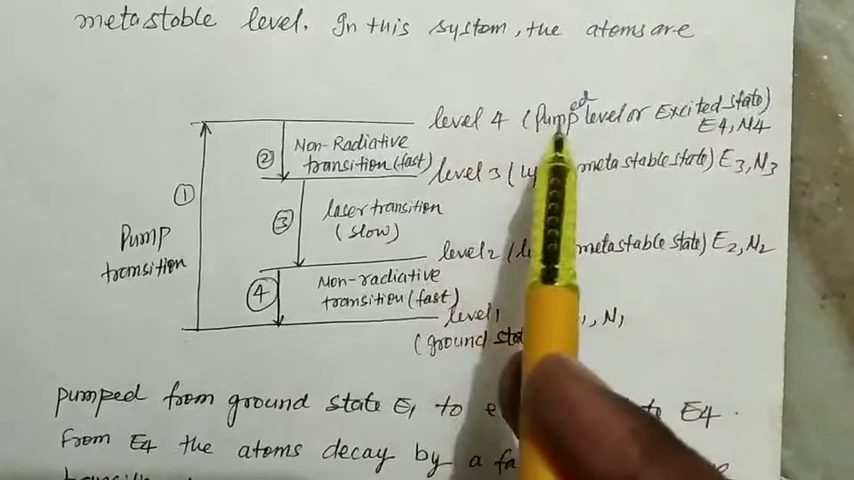 metastable level. In this system, the atoms are
level 4 (Pumped level or Excited state)
E4, N4
② Non-Radiative
transition (fast)
level 3 ( metastable state) E3, N3
①
③ laser transition
(slow)
Pump
transition
level 2 ( metastable state) E2, N2
④ Non-radiative
transition (fast)
level 1 , N1
(ground
pumped from ground state E1 to E4.
From E4 the atoms decay by a